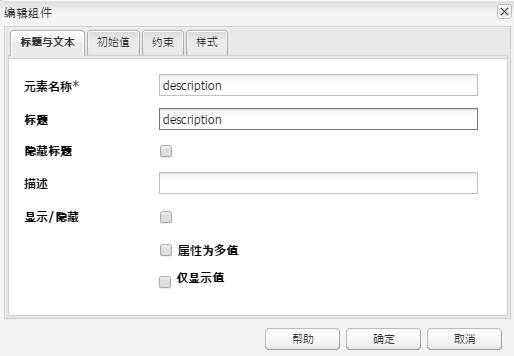 编辑组件
标题与文本 初始值 约束 样式
元素名称* description
标题 description
隐藏标题
描述
显示/隐藏
属性为多值
仅显示值
帮助 确定 取消